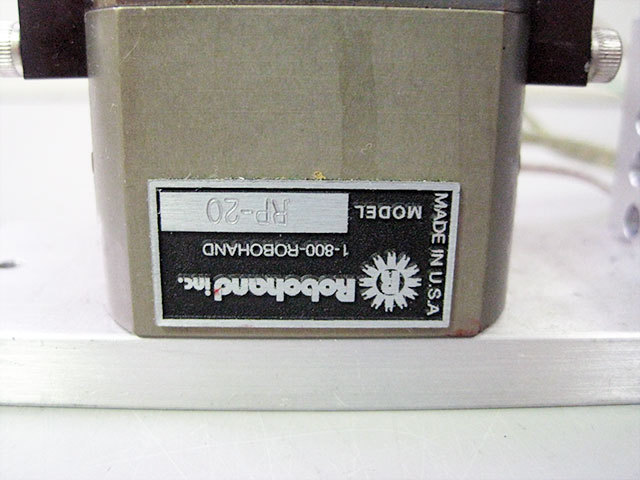 MADE IN U.S.A
R
Robohand inc.
1-800-ROBOHAND
MODEL RP-20